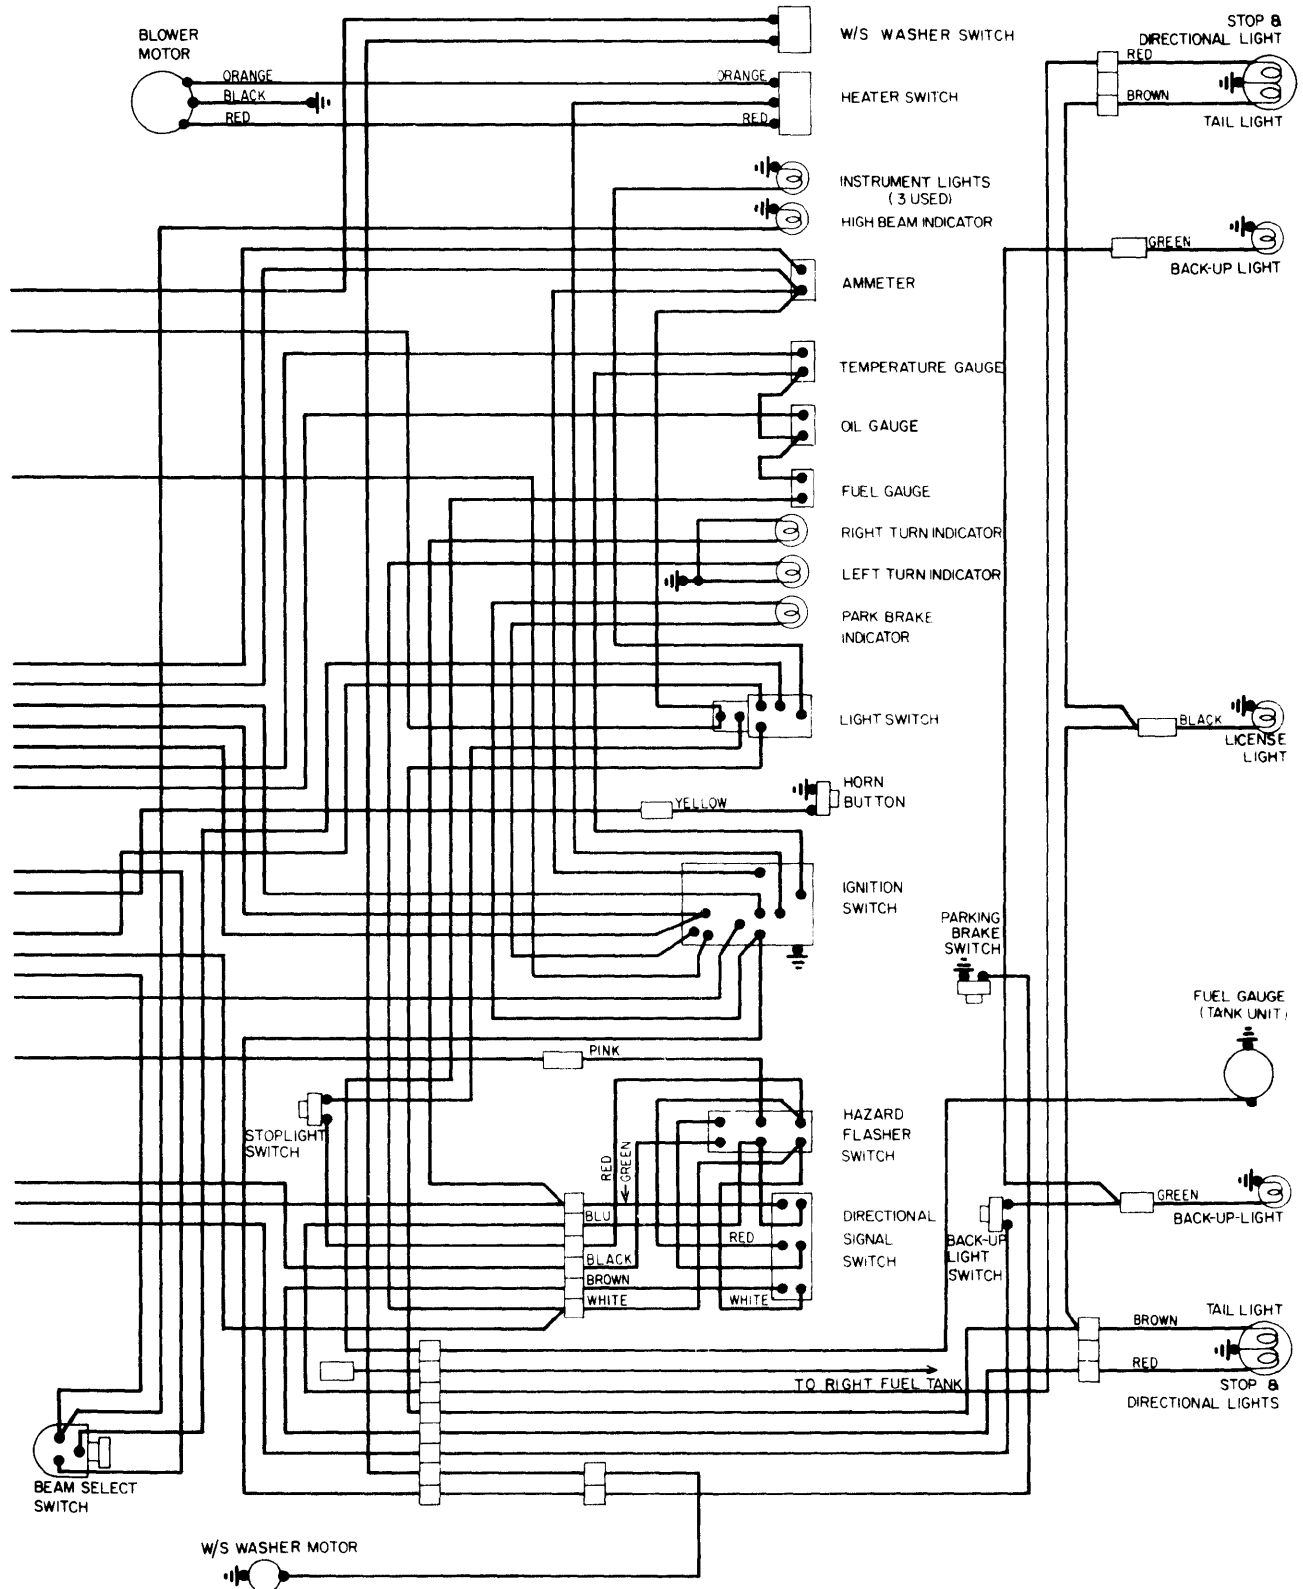 BLOWER
MOTOR
ORANGE
BLACK
RED
ORANGE
RED
W/S WASHER SWITCH
HEATER SWITCH
INSTRUMENT LIGHTS
(3 USED)
HIGH BEAM INDICATOR
AMMETER
TEMPERATURE GAUGE
OIL GAUGE
FUEL GAUGE
RIGHT TURN INDICATOR
LEFT TURN INDICATOR
PARK BRAKE
INDICATOR
LIGHT SWITCH
HORN
BUTTON
YELLOW
IGNITION
SWITCH
STOP &
DIRECTIONAL LIGHT
RED
BROWN
TAIL LIGHT
GREEN
BACK-UP LIGHT
BLACK
LICENSE
LIGHT
PARKING
BRAKE
SWITCH
FUEL GAUGE
(TANK UNIT)
PINK
STOPLIGHT
SWITCH
RED
GREEN
HAZARD
FLASHER
SWITCH
BLU
BLACK
BROWN
WHITE
RED
WHITE
DIRECTIONAL
SIGNAL
SWITCH
BACK-UP
LIGHT
SWITCH
GREEN
BACK-UP-LIGHT
TAIL LIGHT
BROWN
RED
STOP &
DIRECTIONAL LIGHTS
TO RIGHT FUEL TANK
BEAM SELECT
SWITCH
W/S WASHER MOTOR